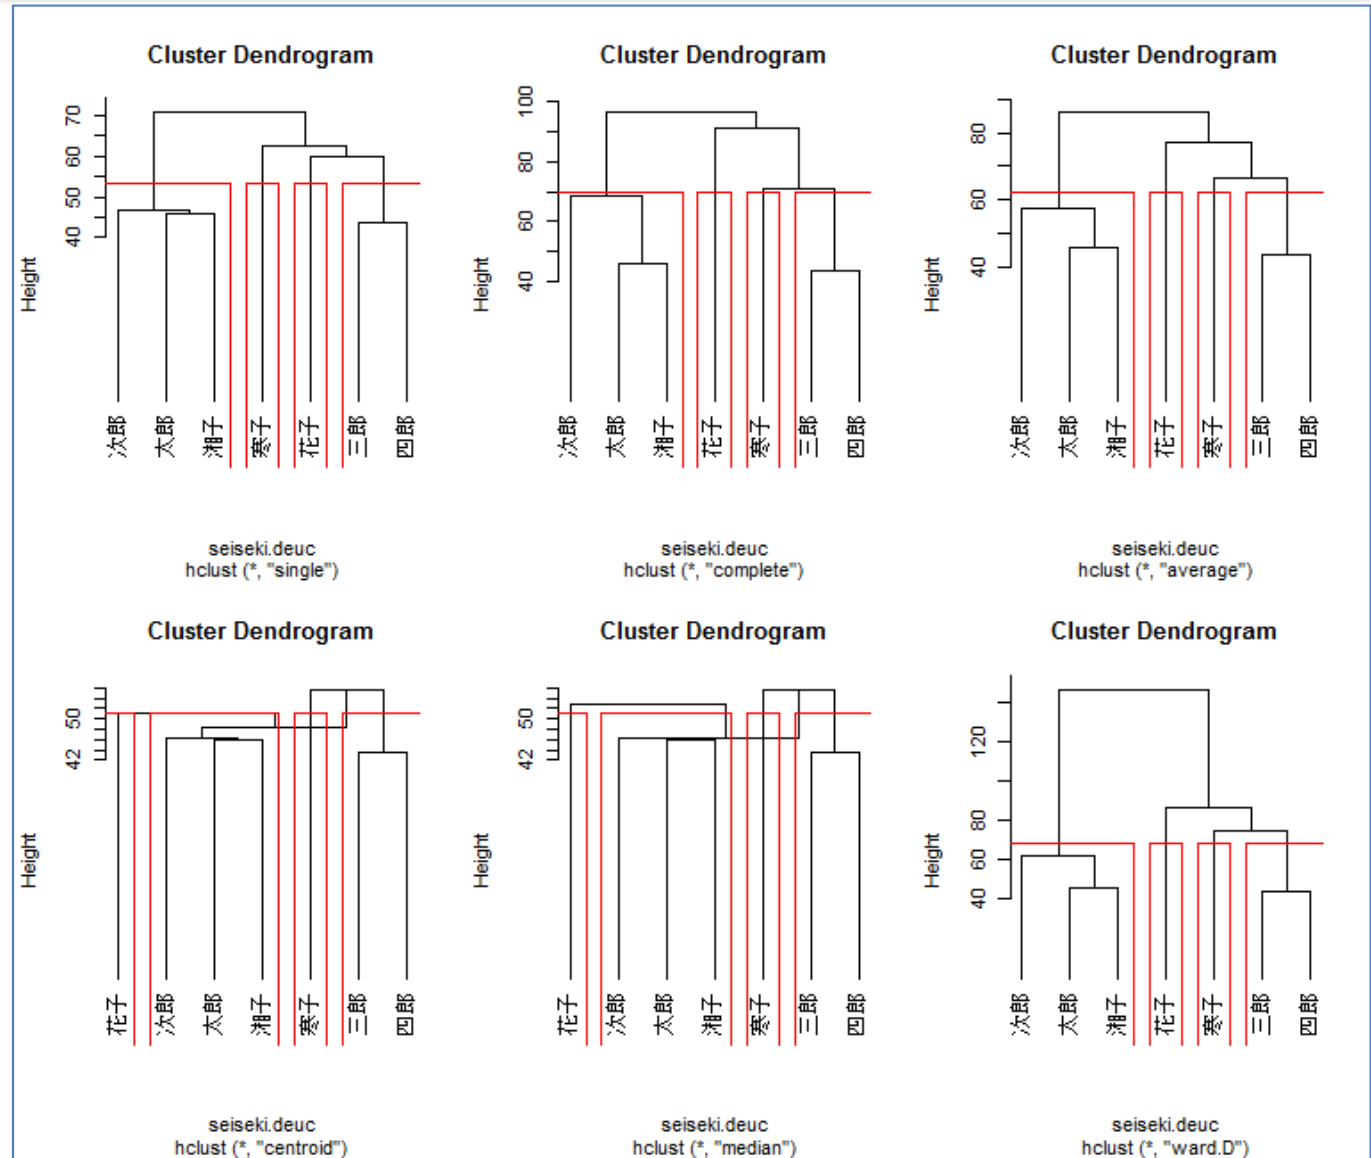 Cluster Dendrogram
70
60
50
40
Height
次郎
太郎
湘子
寒子
花子
三郎
四郎
seiseki.deuc
hclust (*, "single")
Cluster Dendrogram
100
80
60
40
Height
次郎
太郎
湘子
花子
寒子
三郎
四郎
seiseki.deuc
hclust (*, "complete")
Cluster Dendrogram
80
60
40
Height
次郎
太郎
湘子
花子
寒子
三郎
四郎
seiseki.deuc
hclust (*, "average")
Cluster Dendrogram
50
42
Height
花子
次郎
太郎
湘子
寒子
三郎
四郎
seiseki.deuc
hclust (*, "centroid")
Cluster Dendrogram
50
42
Height
花子
次郎
太郎
湘子
寒子
三郎
四郎
seiseki.deuc
hclust (*, "median")
Cluster Dendrogram
120
80
60
40
Height
次郎
太郎
湘子
花子
寒子
三郎
四郎
seiseki.deuc
hclust (*, "ward.D")